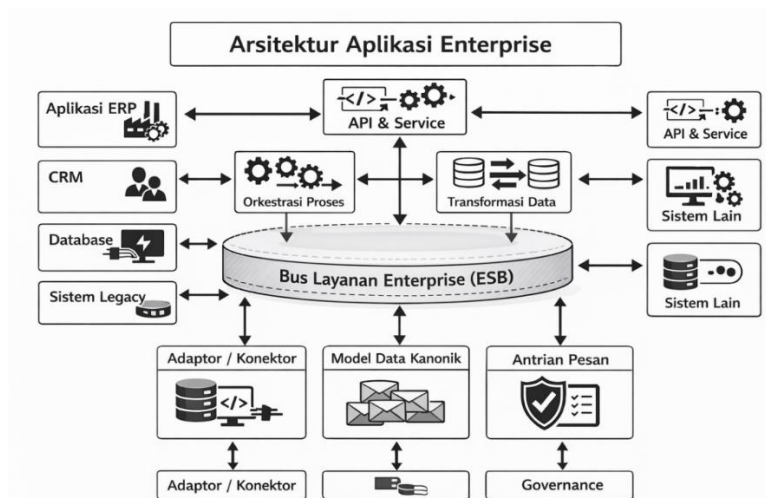 Arsitektur Aplikasi Enterprise
Aplikasi ERP
</>
API & Service
</>
API & Service
CRM
Orkestrasi Proses
Transformasi Data
Sistem Lain
Database
Bus Layanan Enterprise (ESB)
Sistem Legacy
Sistem Lain
Adaptor / Konektor
Model Data Kanonik
Antrian Pesan
</>
Adaptor / Konektor
Governance